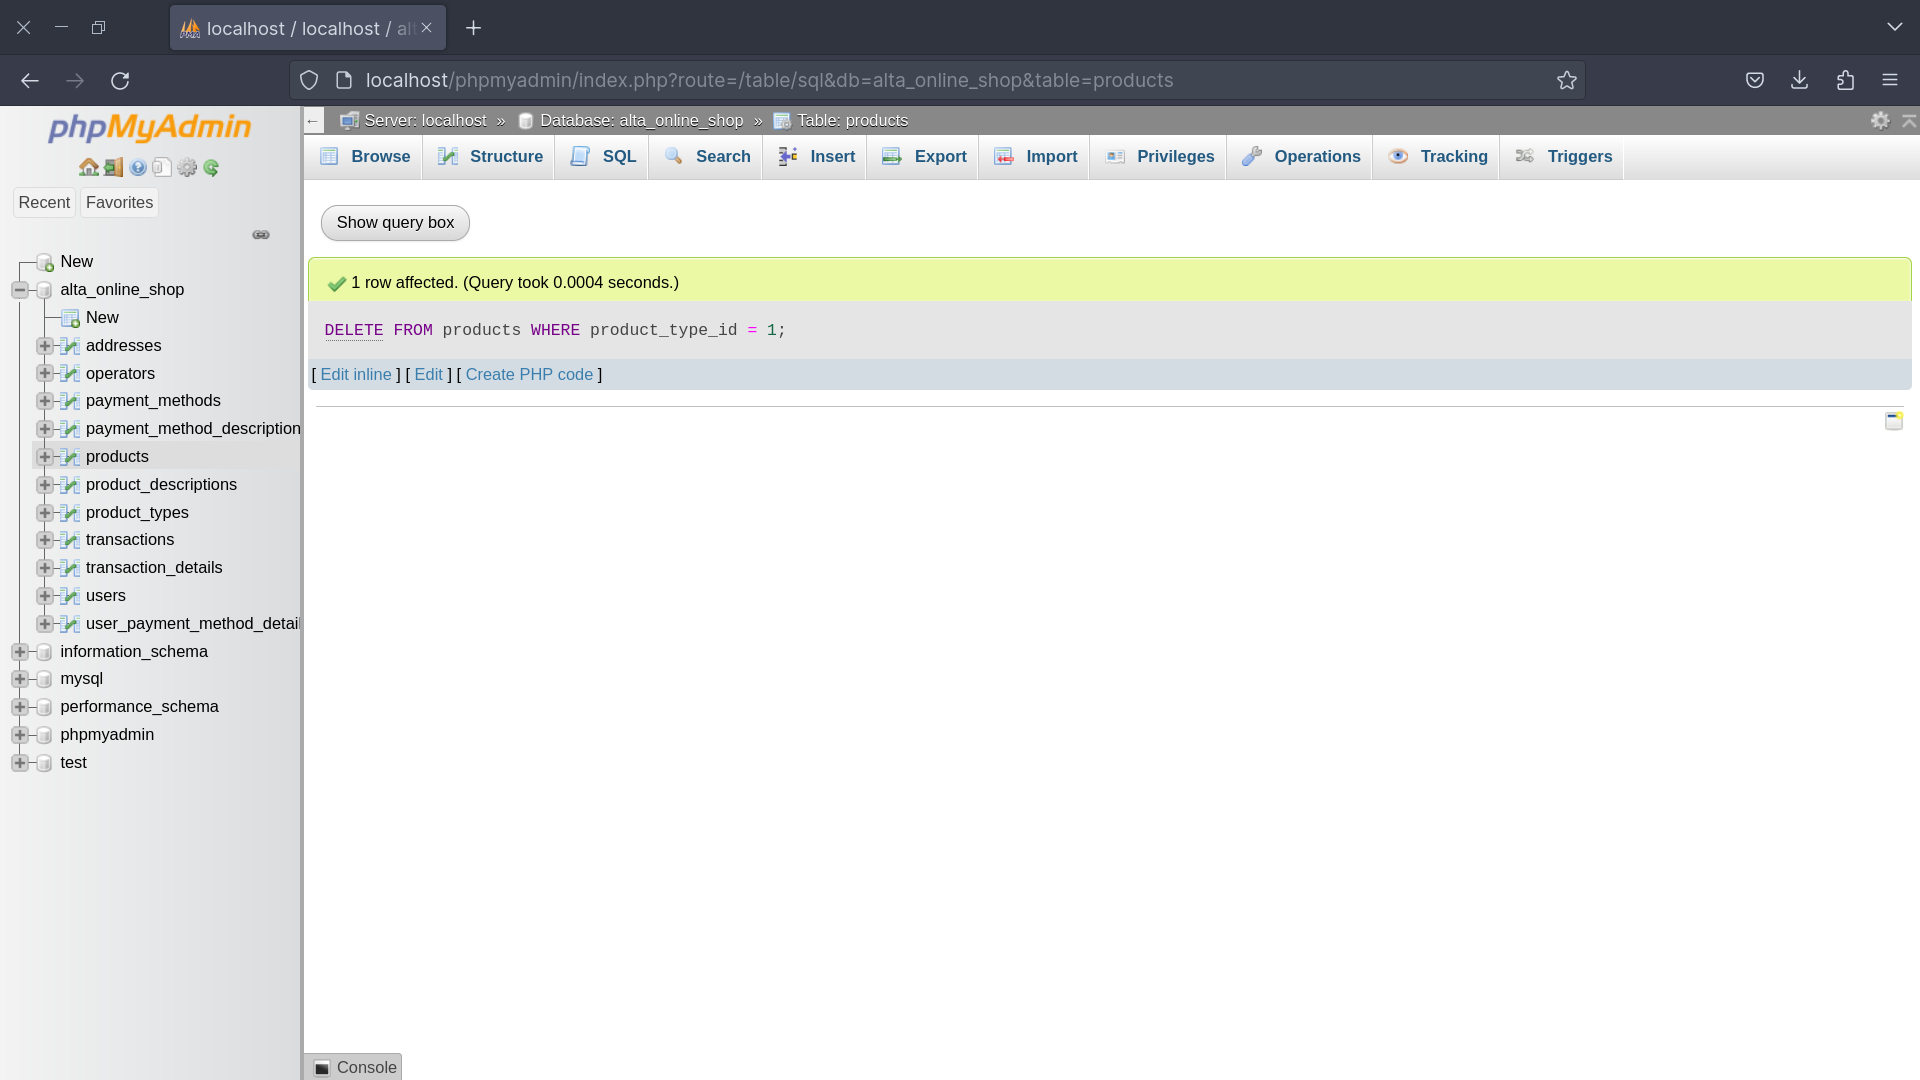 localhost / localhost / alt
localhost/phpmyadmin/index.php?route=/table/sql&db=alta_online_shop&table=products
phpMyAdmin
Recent Favorites
New
alta_online_shop
New
addresses
operators
payment_methods
payment_method_description
products
product_descriptions
product_types
transactions
transaction_details
users
user_payment_method_detai
information_schema
mysql
performance_schema
phpmyadmin
test
← Server: localhost » Database: alta_online_shop » Table: products
Browse Structure SQL Search Insert Export Import Privileges Operations Tracking Triggers
Show query box
1 row affected. (Query took 0.0004 seconds.)
DELETE FROM products WHERE product_type_id = 1;
[ Edit inline ] [ Edit ] [ Create PHP code ]
Console